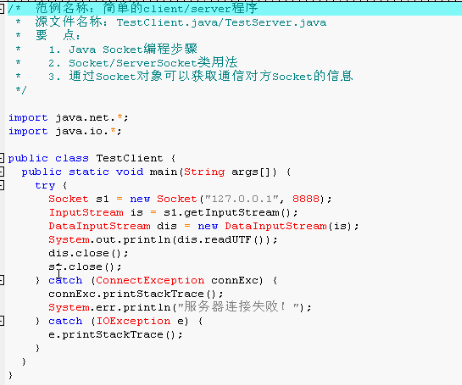 /*  范例名称：简单的client/server程序
 *  源文件名称：TestClient.java/TestServer.java
 *  要  点：
 *     1. Java Socket编程步骤
 *     2. Socket/ServerSocket类用法
 *     3. 通过Socket对象可以获取通信对方Socket的信息
 */
import java.net.*;
import java.io.*;
public class TestClient {
  public static void main(String args[]) {
    try {
      Socket s1 = new Socket("127.0.0.1", 8888);
      InputStream is = s1.getInputStream();
      DataInputStream dis = new DataInputStream(is);
      System.out.println(dis.readUTF());
      dis.close();
      s1.close();
    } catch (ConnectException connExc) {
      connExc.printStackTrace();
      System.err.println("服务器连接失败！");
    } catch (IOException e) {
      e.printStackTrace();
    }
  }
}